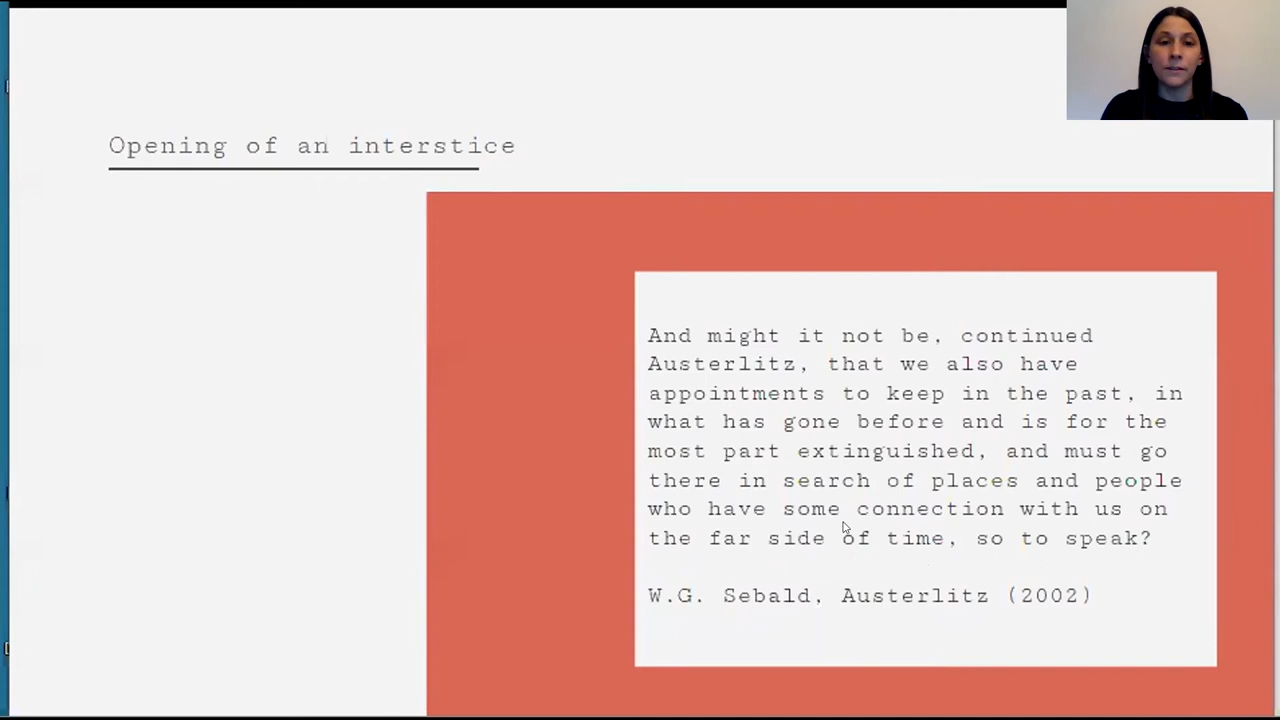 Opening of an interstice
And might it not be, continued
Austerlitz, that we also have
appointments to keep in the past, in
what has gone before and is for the
most part extinguished, and must go
there in search of places and people
who have some connection with us on
the far side of time, so to speak?
W.G. Sebald, Austerlitz (2002)